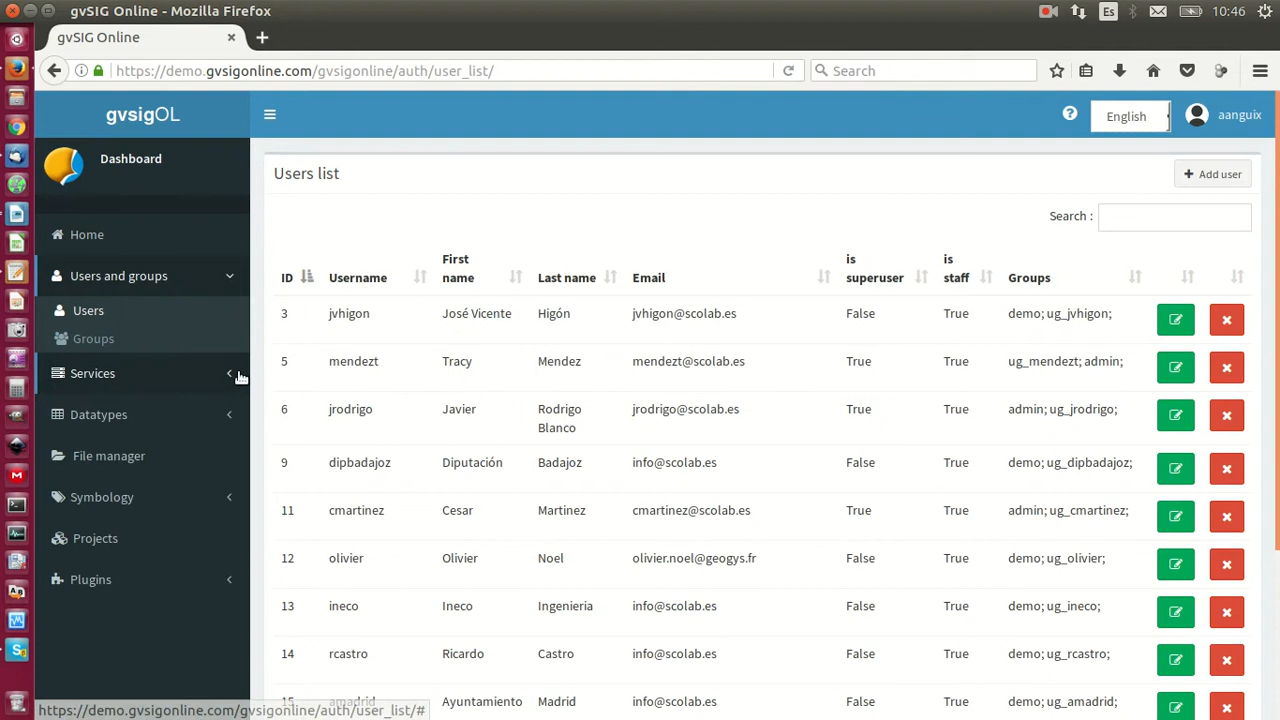 gvSIG Online - Mozilla Firefox
Es
10:46
gvSIG Online
https://demo.gvsigonline.com/gvsigonline/auth/user_list/
Search
gvsigOL
English
aanguix
Dashboard
Home
Users and groups
Users
Groups
Services
Datatypes
File manager
Symbology
Projects
Plugins
Users list
Add user
Search :
ID Username First name Last name Email is superuser is staff Groups
3 jvhigon José Vicente Higón jvhigon@scolab.es False True demo; ug_jvhigon;
5 mendezt Tracy Mendez mendezt@scolab.es True True ug_mendezt; admin;
6 jrodrigo Javier Rodrigo Blanco jrodrigo@scolab.es True True admin; ug_jrodrigo;
9 dipbadajoz Diputación Badajoz info@scolab.es False True demo; ug_dipbadajoz;
11 cmartinez Cesar Martinez cmartinez@scolab.es True True admin; ug_cmartinez;
12 olivier Olivier Noel olivier.noel@geogys.fr False True demo; ug_olivier;
13 ineco Ineco Ingenieria info@scolab.es False True demo; ug_ineco;
14 rcastro Ricardo Castro info@scolab.es False True demo; ug_rcastro;
15 amadrid Ayuntamiento Madrid info@scolab.es False True demo; ug_amadrid;
https://demo.gvsigonline.com/gvsigonline/auth/user_list/#